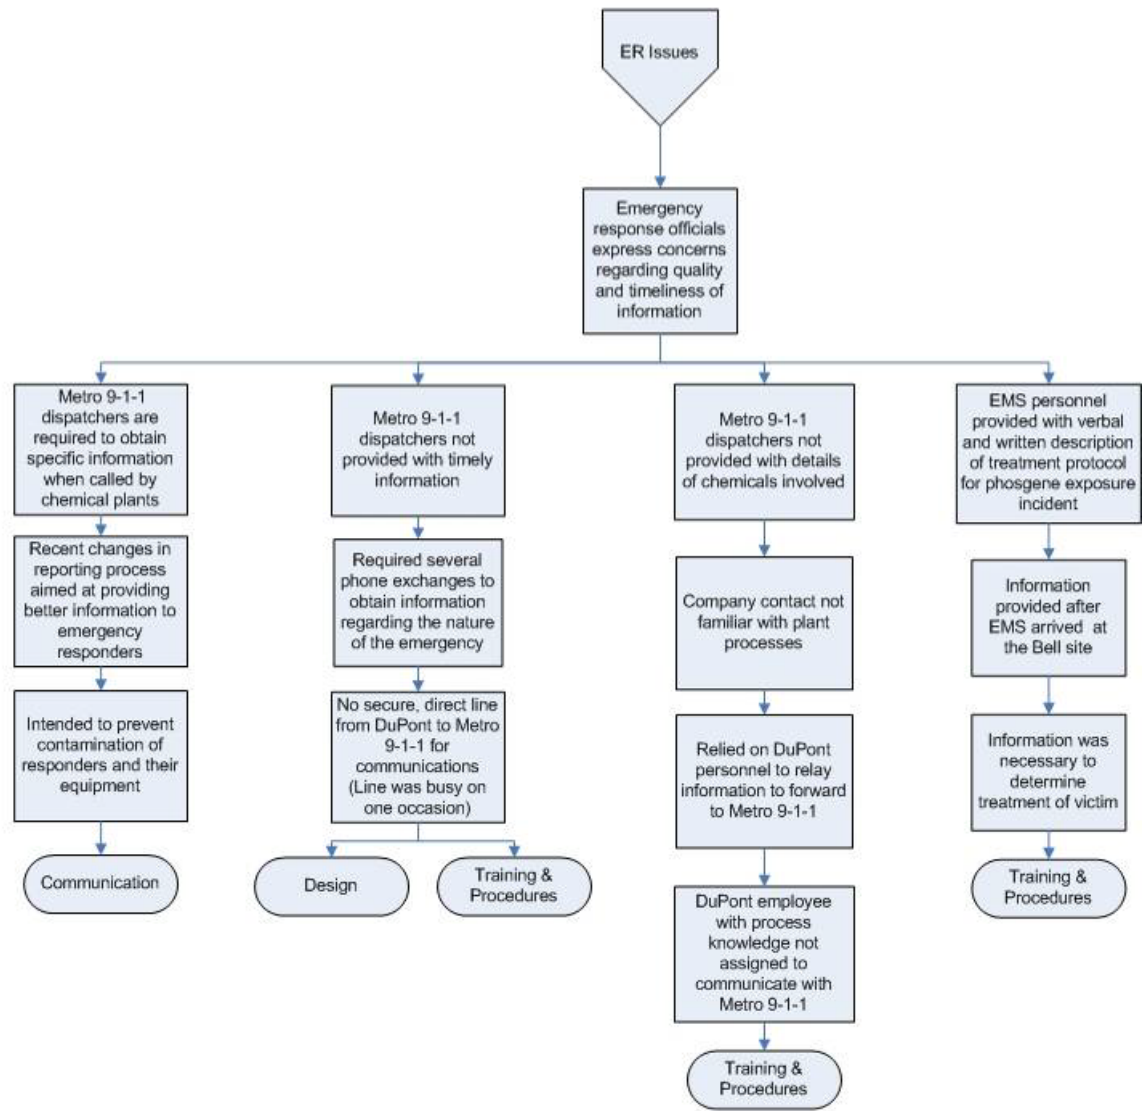 ER Issues
Emergency
response officials
express concerns
regarding quality
and timeliness of
information
Metro 9-1-1
dispatchers are
required to obtain
specific information
when called by
chemical plants
Recent changes in
reporting process
aimed at providing
better information to
emergency
responders
Intended to prevent
contamination of
responders and their
equipment
Communication
Metro 9-1-1
dispatchers not
provided with timely
information
Required several
phone exchanges to
obtain information
regarding the nature
of the emergency
No secure, direct line
from DuPont to Metro
9-1-1 for
communications
(Line was busy on
one occasion)
Design
Training &
Procedures
Metro 9-1-1
dispatchers not
provided with details
of chemicals involved
Company contact not
familiar with plant
processes
Relied on DuPont
personnel to relay
information to forward
to Metro 9-1-1
DuPont employee
with process
knowledge not
assigned to
communicate with
Metro 9-1-1
Training &
Procedures
EMS personnel
provided with verbal
and written description
of treatment protocol
for phosgene exposure
incident
Information
provided after
EMS arrived at
the Bell site
Information was
necessary to
determine
treatment of victim
Training &
Procedures